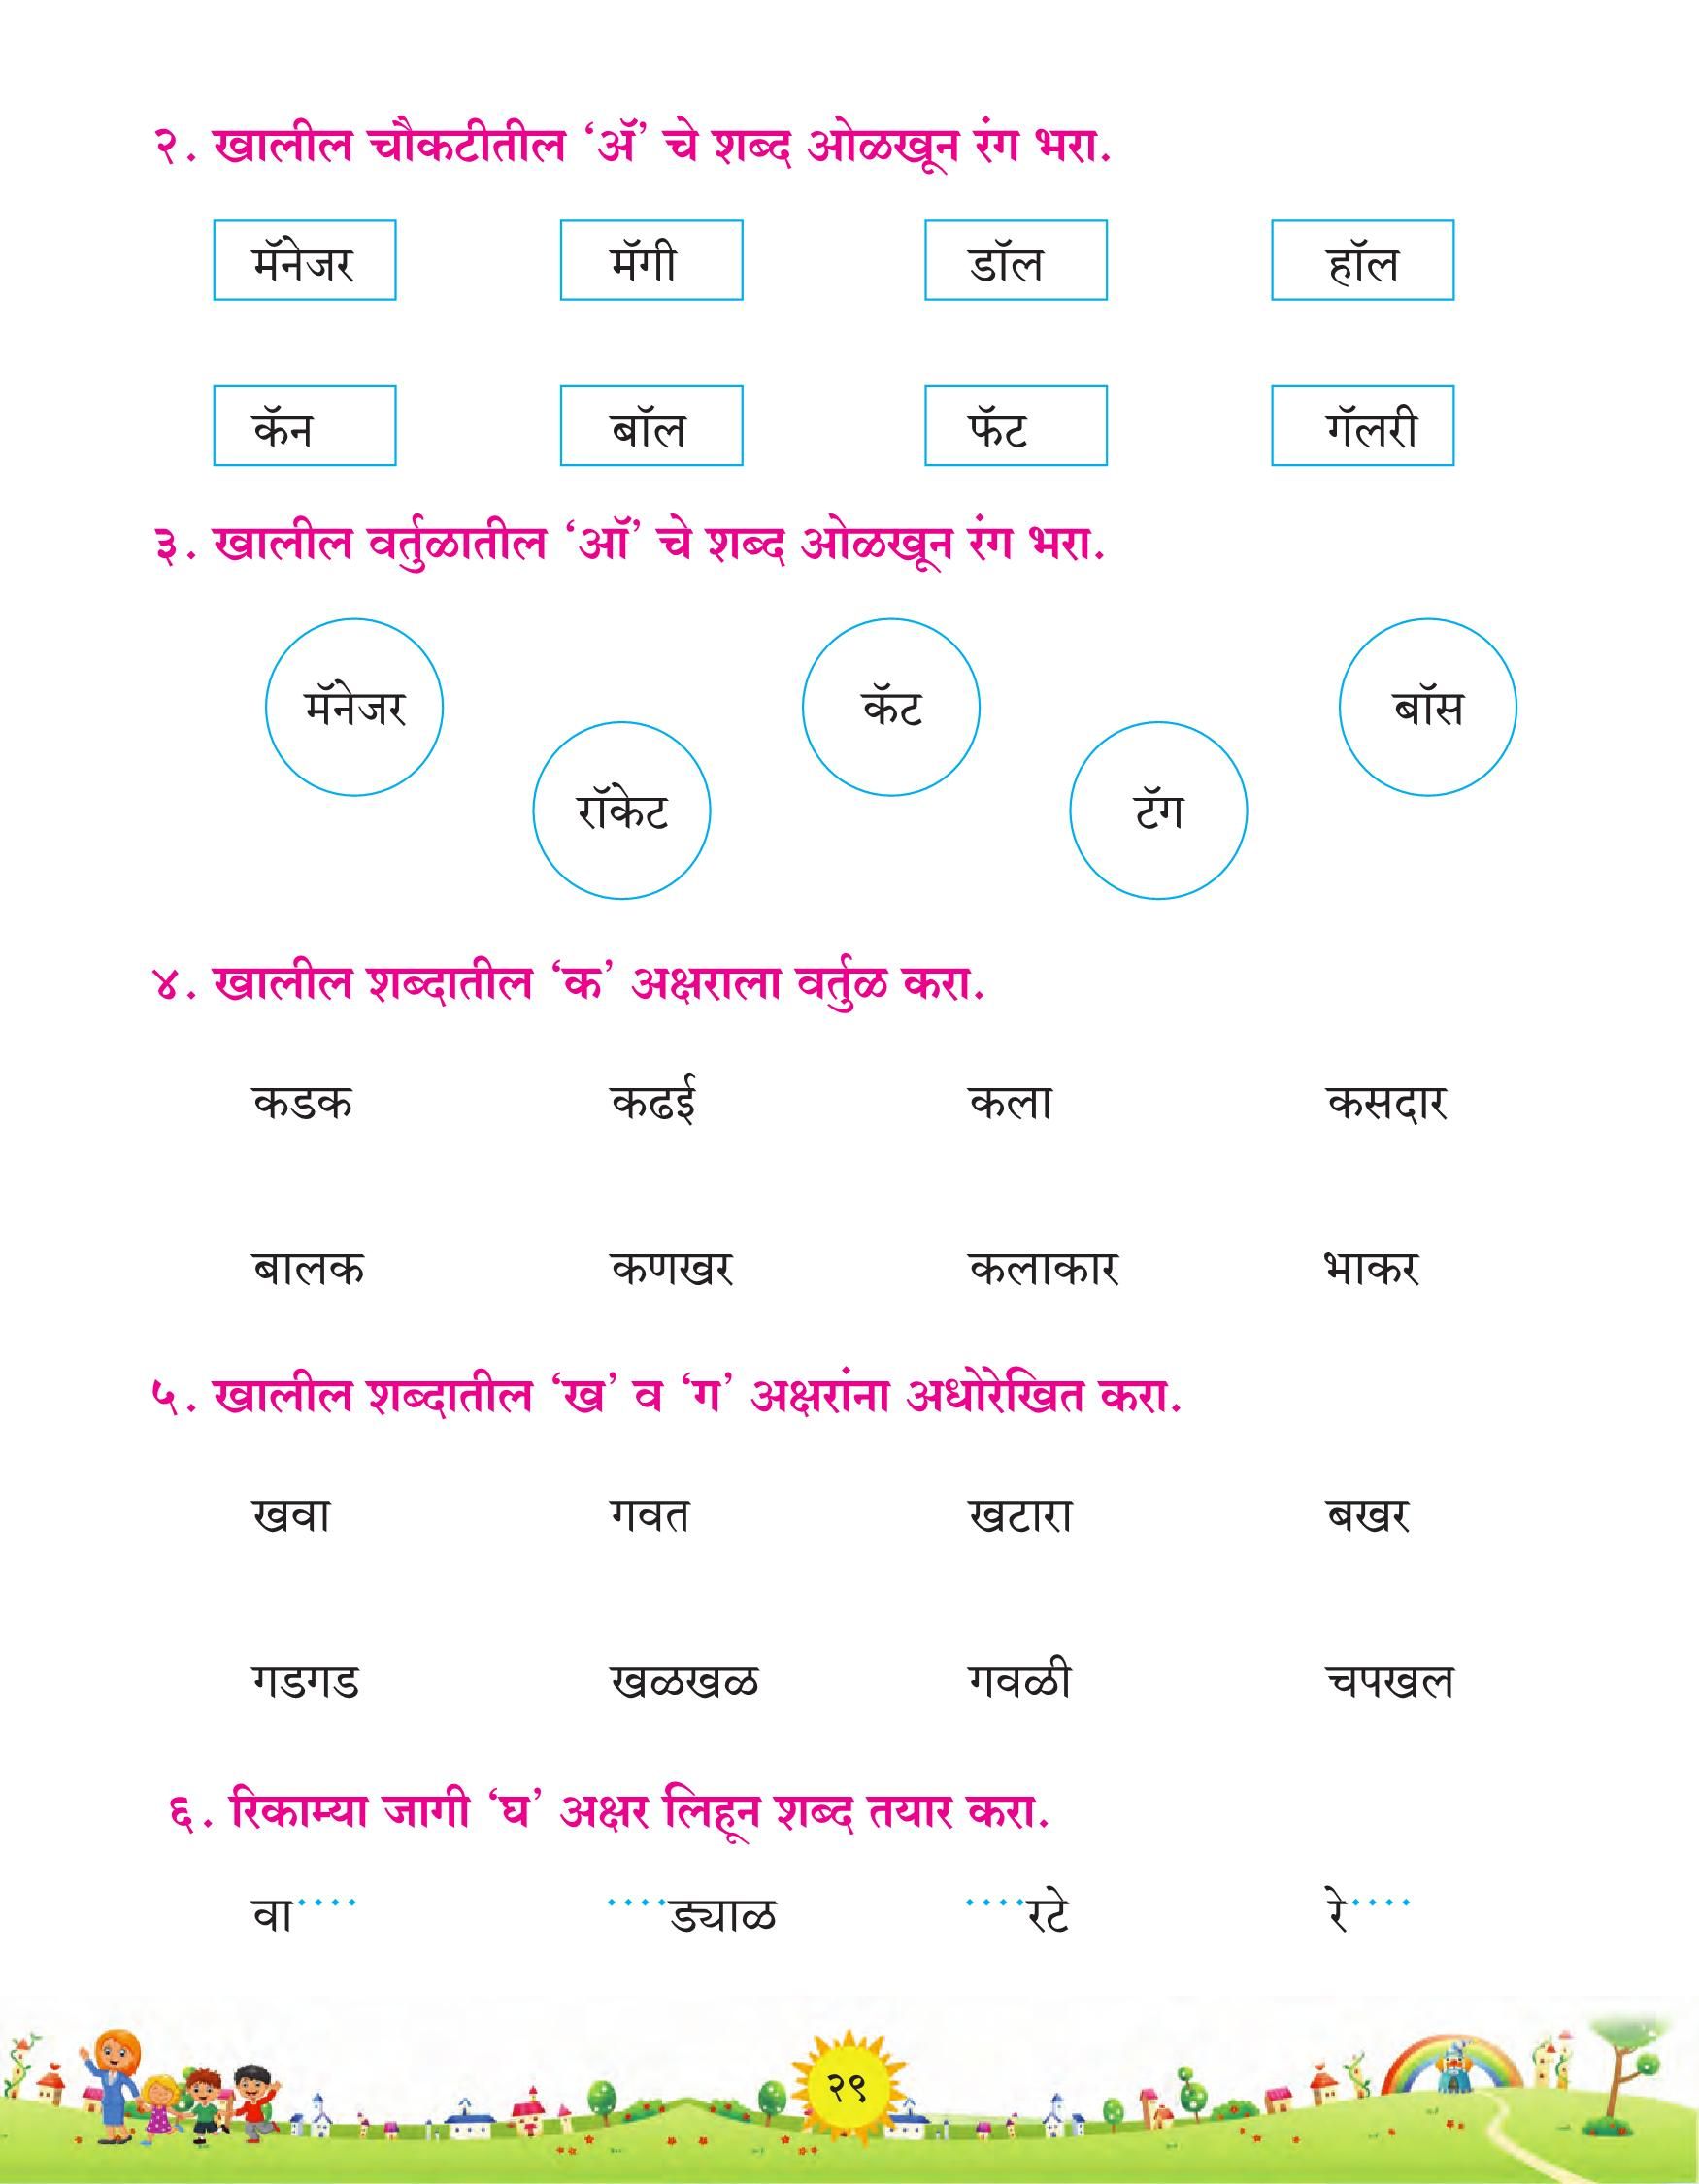 २. खालील चौकटीतील ‘ॲ’ चे शब्द ओळखून रंग भरा.
मॅनेजर मॅगी डॉल हॉल
कॅन बॉल फॅट गॅलरी
३. खालील वर्तुळातील ‘ऑ’ चे शब्द ओळखून रंग भरा.
मॅनेजर कॅट बॉस
रॉकेट टॅग
४. खालील शब्दातील ‘क’ अक्षराला वर्तुळ करा.
कडक कढई कला कसदार
बालक कणखर कलाकार भाकर
५. खालील शब्दातील ‘ख’ व ‘ग’ अक्षरांना अधोरेखित करा.
खवा गवत खटारा बखर
गडगड खळखळ गवळी चपखल
६. रिकाम्या जागी ‘घ’ अक्षर लिहून शब्द तयार करा.
वा···· ····ड्याळ ····रटे रे····
२९